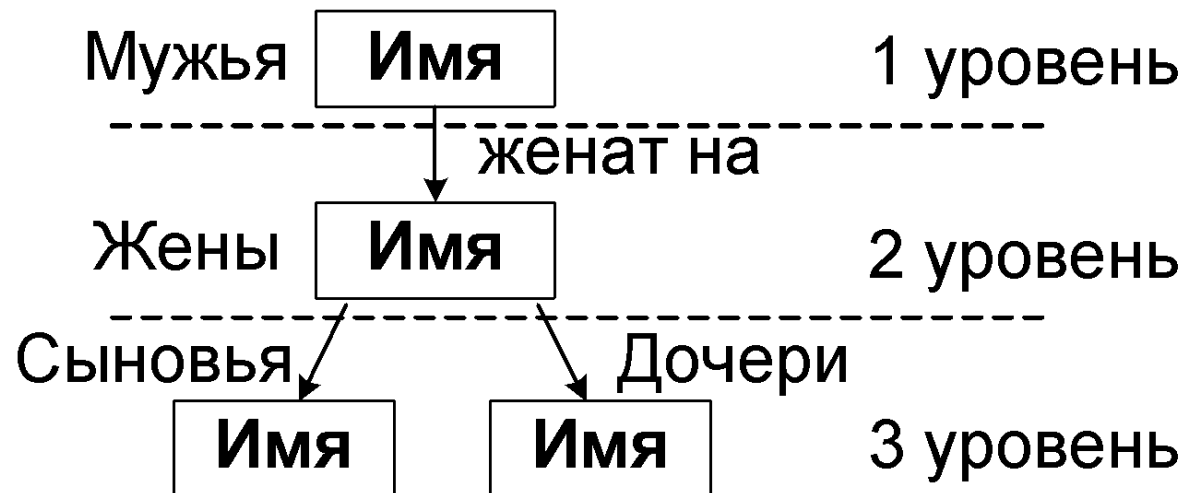 Мужья Имя 1 уровень
женат на
Жены Имя 2 уровень
Сыновья Дочери
Имя Имя 3 уровень